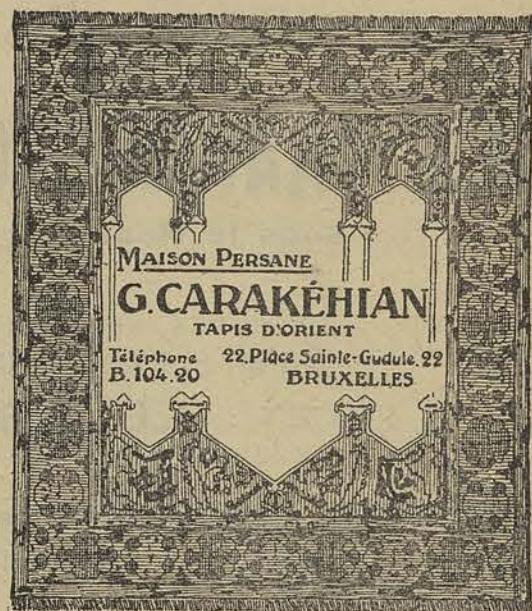 MAISON PERSANE
G. CARAKÉHIAN
TAPIS D'ORIENT
Téléphone 22, Place Sainte-Gudule, 22
B. 104.20 BRUXELLES